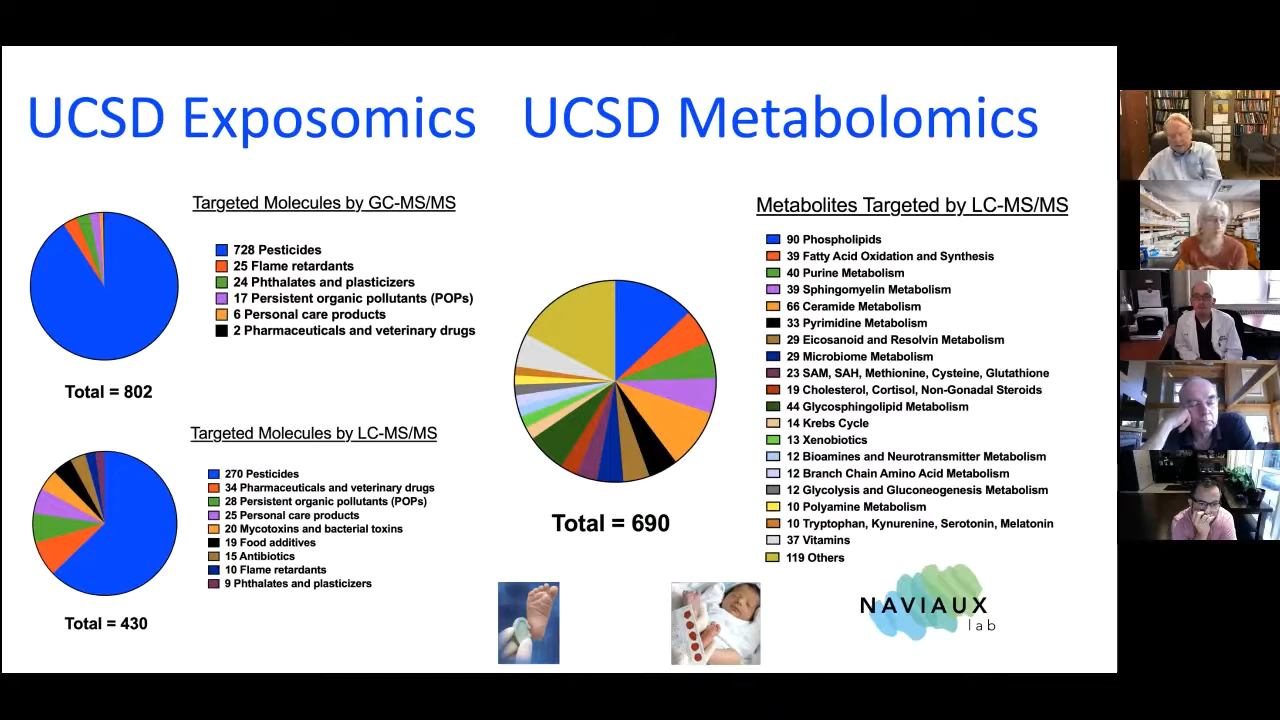 UCSD Exposomics
UCSD Metabolomics
Targeted Molecules by GC-MS/MS
728 Pesticides
25 Flame retardants
24 Phthalates and plasticizers
17 Persistent organic pollutants (POPs)
6 Personal care products
2 Pharmaceuticals and veterinary drugs
Total = 802
Targeted Molecules by LC-MS/MS
270 Pesticides
34 Pharmaceuticals and veterinary drugs
28 Persistent organic pollutants (POPs)
25 Personal care products
20 Mycotoxins and bacterial toxins
19 Food additives
15 Antibiotics
10 Flame retardants
9 Phthalates and plasticizers
Total = 430
Metabolites Targeted by LC-MS/MS
90 Phospholipids
39 Fatty Acid Oxidation and Synthesis
40 Purine Metabolism
39 Sphingomyelin Metabolism
66 Ceramide Metabolism
33 Pyrimidine Metabolism
29 Eicosanoid and Resolvin Metabolism
29 Microbiome Metabolism
23 SAM, SAH, Methionine, Cysteine, Glutathione
19 Cholesterol, Cortisol, Non-Gonadal Steroids
44 Glycosphingolipid Metabolism
14 Krebs Cycle
13 Xenobiotics
12 Bioamines and Neurotransmitter Metabolism
12 Branch Chain Amino Acid Metabolism
12 Glycolysis and Gluconeogenesis Metabolism
10 Polyamine Metabolism
10 Tryptophan, Kynurenine, Serotonin, Melatonin
37 Vitamins
119 Others
Total = 690
NAVIAUX
lab